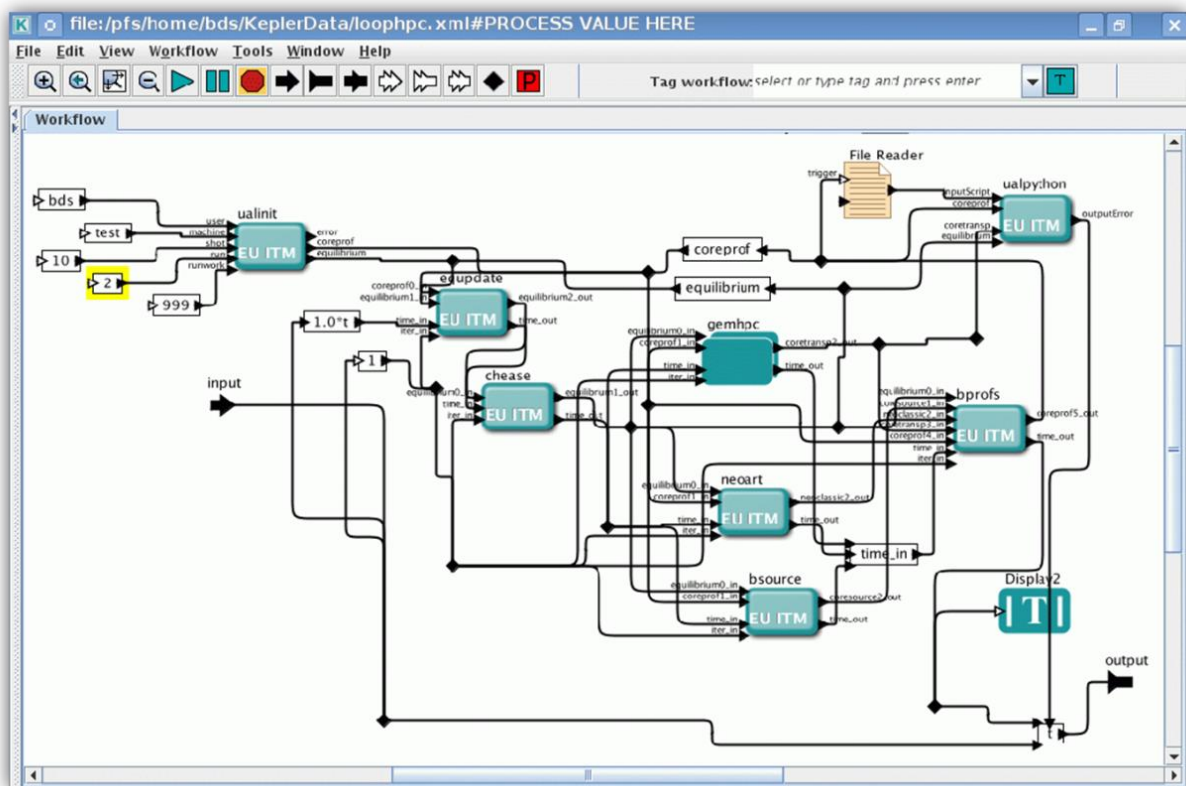 file:/pfs/home/bds/KeplerData/loophpc.xml#PROCESS VALUE HERE
File Edit View Workflow Tools Window Help
P
Tag workflow: select or type tag and press enter
T
Workflow
File Reader
trigger
ualpython
inputScript
coreprof
outputError
coretransp
equilibrium
bds
ualinit
user
machine
shot
run
runwork
EU ITM
error
coreprof
equilibrium
test
10
2
999
coreprof
equilibrium
EU ITM
equpdate
coreprof0_in
equilibrium1_in
time_in
iter_in
EU ITM
equilibrium2_out
time_out
1.0*t
1
input
chease
equilibrium0_in
time_in
iter_in
EU ITM
equilibrium1_out
time_out
gemhpc
equilibrium0_in
coreprof1_in
time_in
iter_in
coretransp2_out
time_out
bprofs
equilibrium0_in
coresource1_in
neoclassic2_in
coretransp3_in
coreprof4_in
time_in
iter_in
EU ITM
coreprof5_out
time_out
neoart
equilibrium0_in
coreprof1_in
time_in
iter_in
EU ITM
neoclassic2_out
time_out
time_in
bsource
equilibrium0_in
coreprof1_in
time_in
iter_in
EU ITM
coresource2_out
time_out
Display2
T
output
t